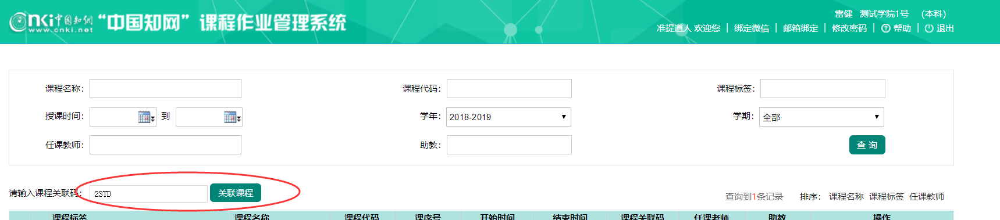 雷健 测试学院1号 (本科)
cnki 中国知网 www.cnki.net “中国知网”课程作业管理系统
准提道人 欢迎您 | 绑定微信 | 邮箱绑定 | 修改密码 | 帮助 | 退出
课程名称： 课程代码： 课程标签：
授课时间： 到 学年： 2018-2019 学期： 全部
任课教师： 助教： 查 询
请输入课程关联码： 23TD 关联课程 查询到1条记录 排序： 课程名称 课程标签 任课教师
课程标签 课程名称 课程代码 课序号 开始时间 结束时间 课程关联码 任课老师 助教 操作